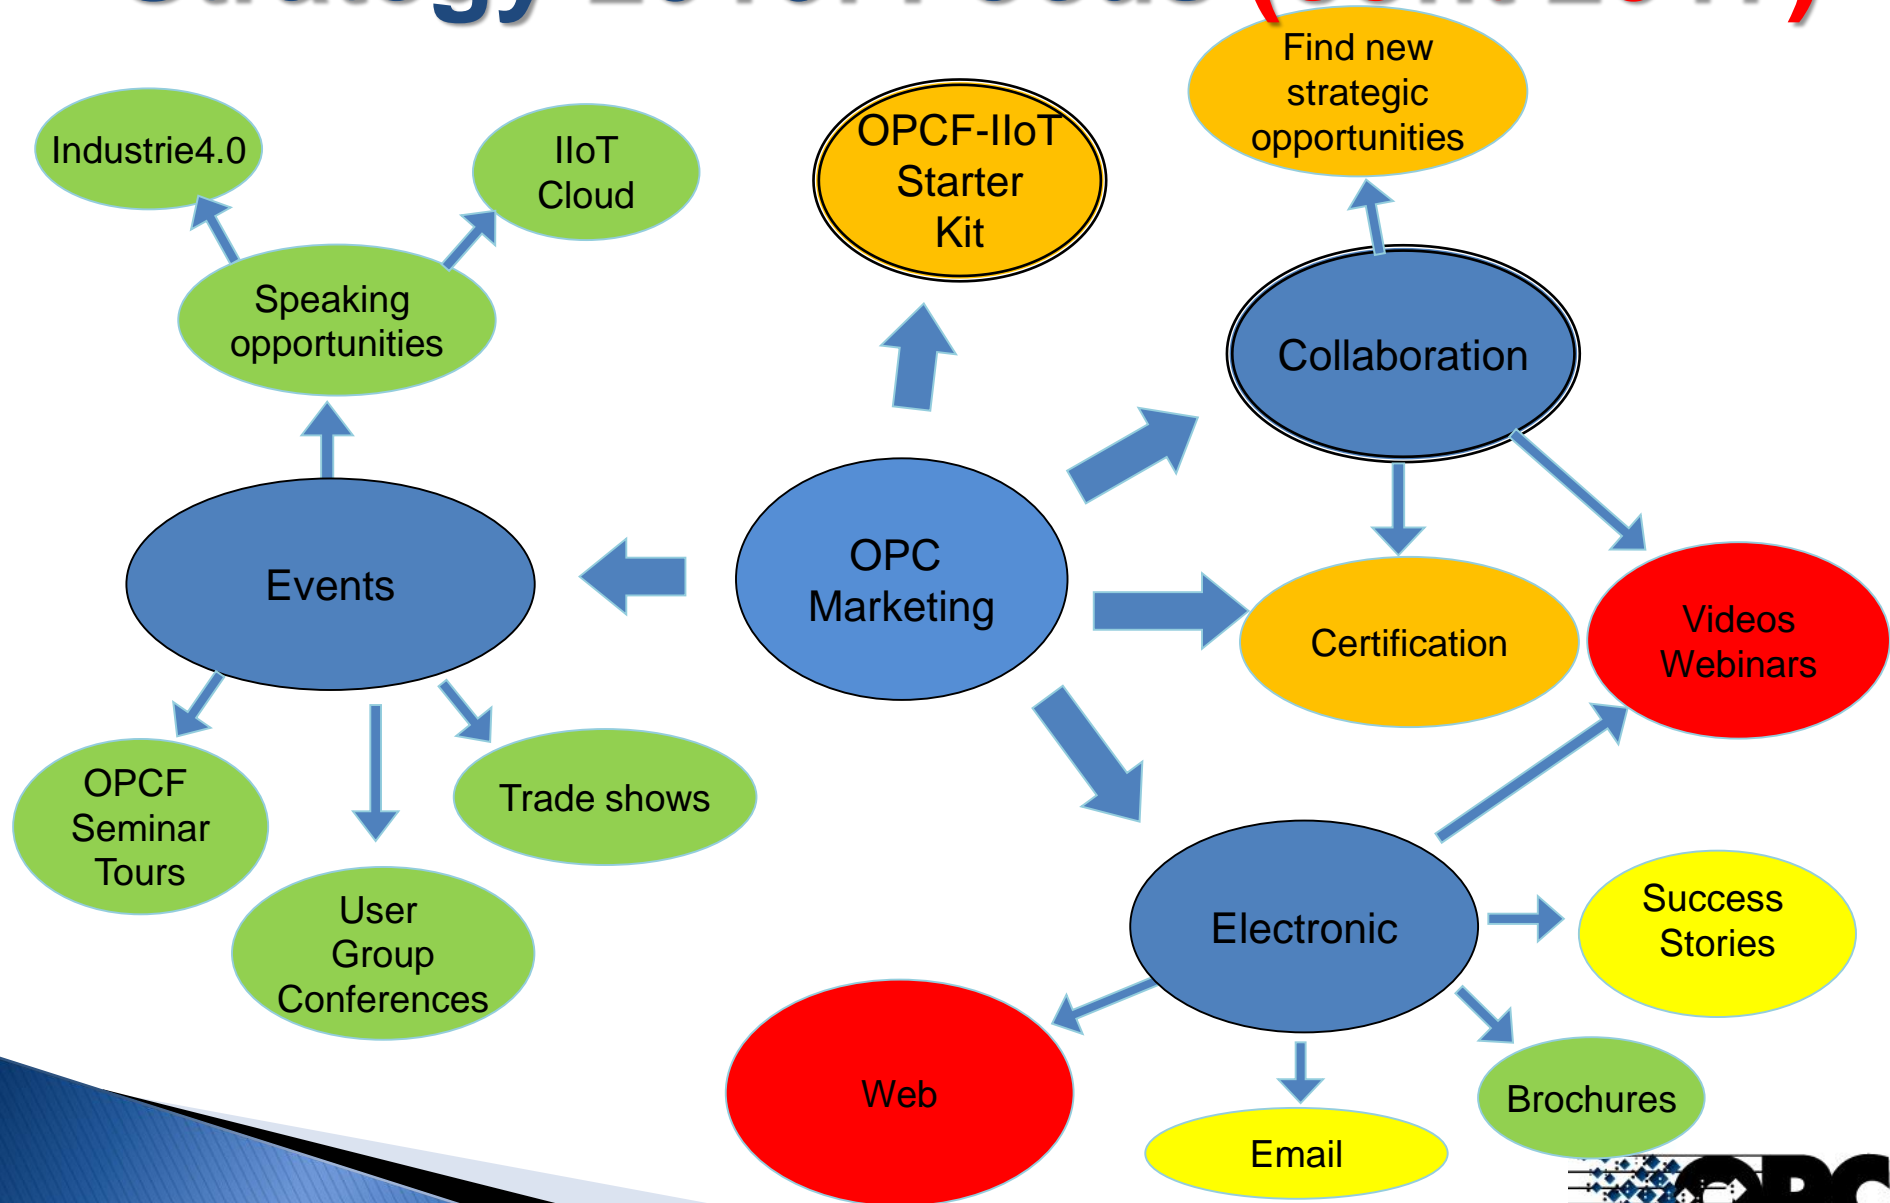 Find new
strategic
opportunities
Industrie4.0
IIoT
Cloud
OPCF-IIoT
Starter
Kit
Speaking
opportunities
Collaboration
Events
OPC
Marketing
Certification
Videos
Webinars
OPCF
Seminar
Tours
Trade shows
User
Group
Conferences
Electronic
Success
Stories
Web
Email
Brochures
OPC